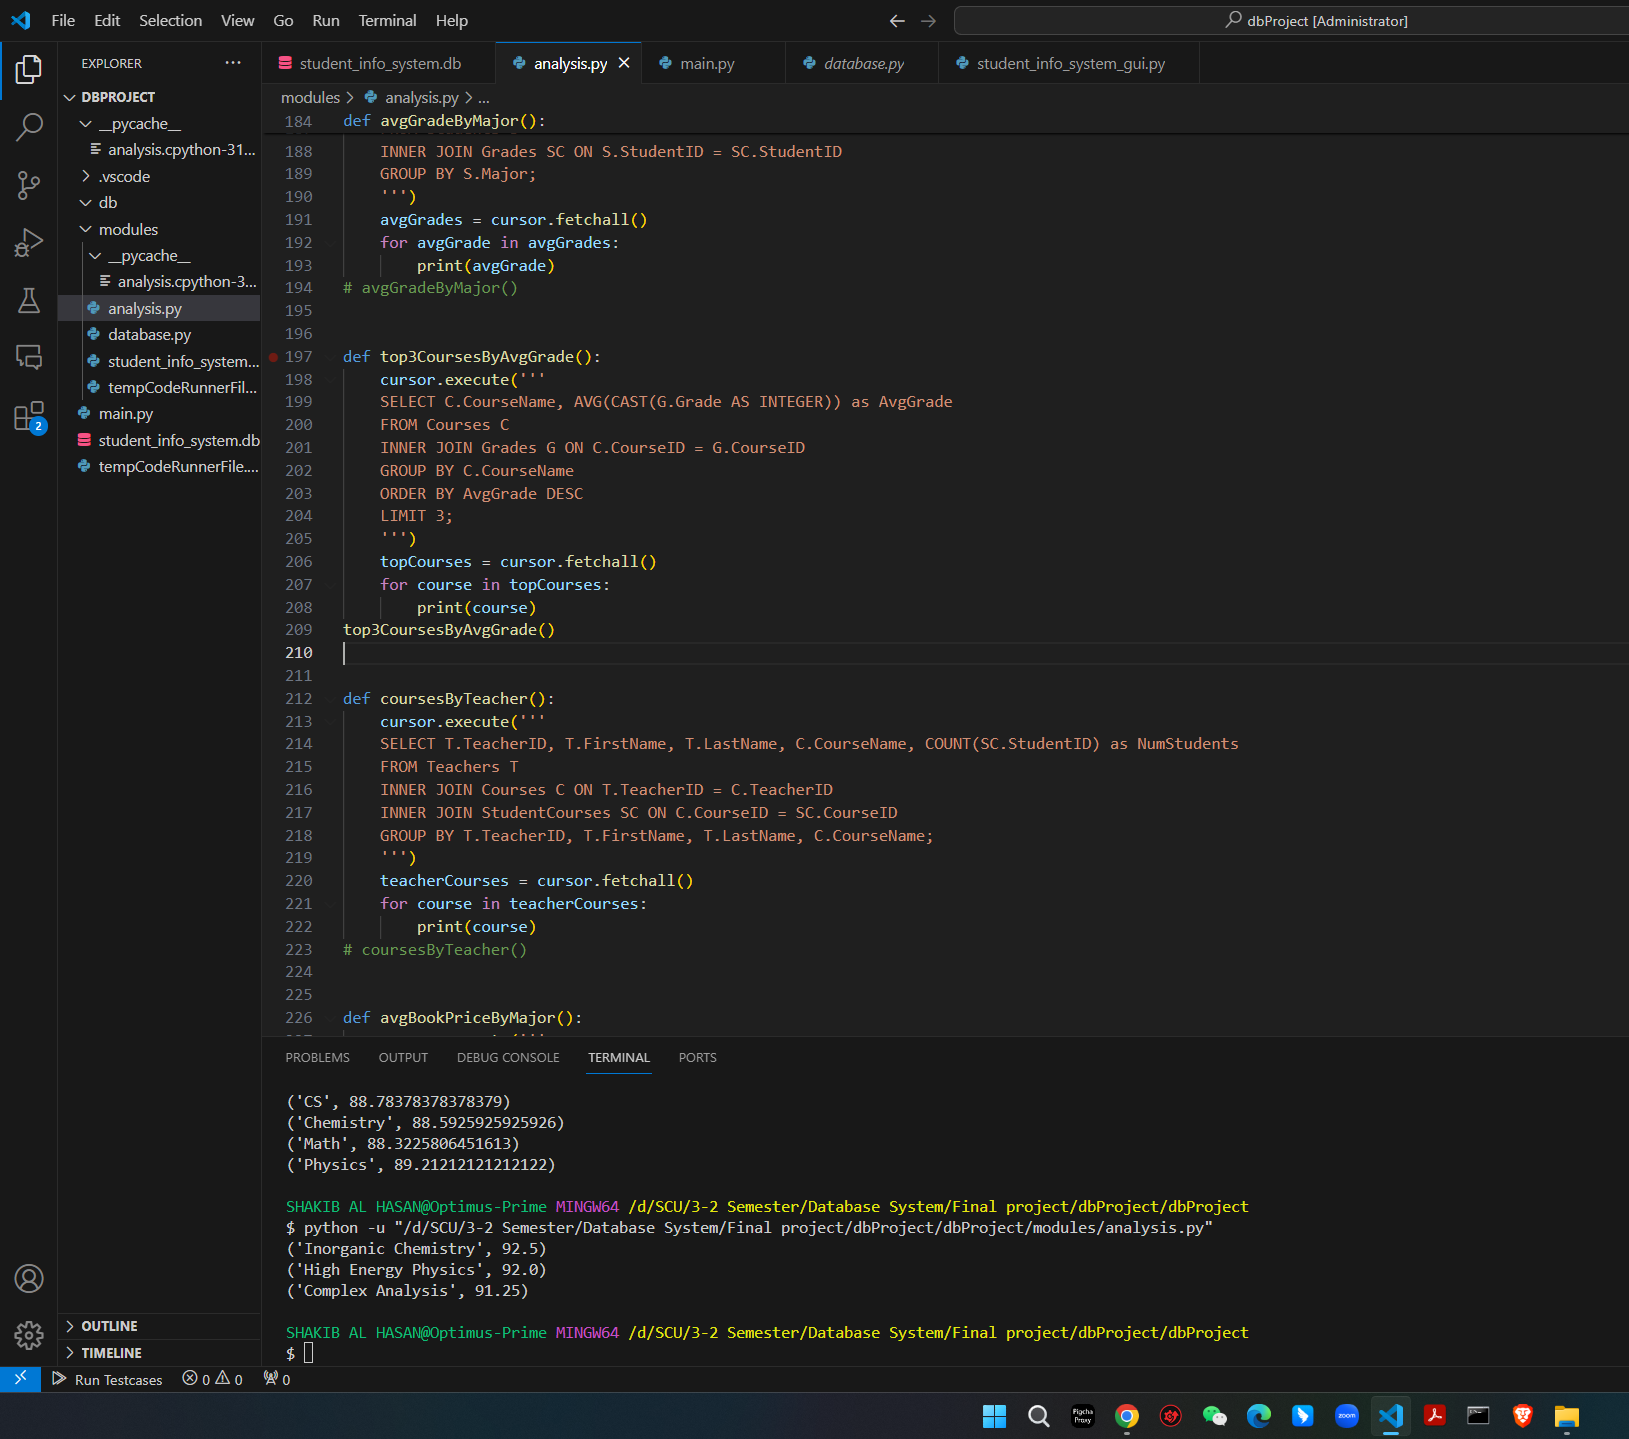 File Edit Selection View Go Run Terminal Help
dbProject [Administrator]
EXPLORER
DBPROJECT
__pycache__
analysis.cpython-31...
.vscode
db
modules
__pycache__
analysis.cpython-3...
analysis.py
database.py
student_info_system...
tempCodeRunnerFil...
main.py
student_info_system.db
tempCodeRunnerFile....
OUTLINE
TIMELINE
student_info_system.db analysis.py main.py database.py student_info_system_gui.py
modules > analysis.py > ...
184 def avgGradeByMajor():
188 INNER JOIN Grades SC ON S.StudentID = SC.StudentID
189 GROUP BY S.Major;
190 ''')
191 avgGrades = cursor.fetchall()
192 for avgGrade in avgGrades:
193 print(avgGrade)
194 # avgGradeByMajor()
195
196
197 def top3CoursesByAvgGrade():
198 cursor.execute('''
199 SELECT C.CourseName, AVG(CAST(G.Grade AS INTEGER)) as AvgGrade
200 FROM Courses C
201 INNER JOIN Grades G ON C.CourseID = G.CourseID
202 GROUP BY C.CourseName
203 ORDER BY AvgGrade DESC
204 LIMIT 3;
205 ''')
206 topCourses = cursor.fetchall()
207 for course in topCourses:
208 print(course)
209 top3CoursesByAvgGrade()
210
211
212 def coursesByTeacher():
213 cursor.execute('''
214 SELECT T.TeacherID, T.FirstName, T.LastName, C.CourseName, COUNT(SC.StudentID) as NumStudents
215 FROM Teachers T
216 INNER JOIN Courses C ON T.TeacherID = C.TeacherID
217 INNER JOIN StudentCourses SC ON C.CourseID = SC.CourseID
218 GROUP BY T.TeacherID, T.FirstName, T.LastName, C.CourseName;
219 ''')
220 teacherCourses = cursor.fetchall()
221 for course in teacherCourses:
222 print(course)
223 # coursesByTeacher()
224
225
226 def avgBookPriceByMajor():
PROBLEMS OUTPUT DEBUG CONSOLE TERMINAL PORTS
('CS', 88.78378378378379)
('Chemistry', 88.5925925925926)
('Math', 88.3225806451613)
('Physics', 89.21212121212122)
SHAKIB AL HASAN@Optimus-Prime MINGW64 /d/SCU/3-2 Semester/Database System/Final project/dbProject/dbProject
$ python -u "/d/SCU/3-2 Semester/Database System/Final project/dbProject/dbProject/modules/analysis.py"
('Inorganic Chemistry', 92.5)
('High Energy Physics', 92.0)
('Complex Analysis', 91.25)
SHAKIB AL HASAN@Optimus-Prime MINGW64 /d/SCU/3-2 Semester/Database System/Final project/dbProject/dbProject
$
2
Run Testcases 0 0 0
Figcha Proxy
zoom